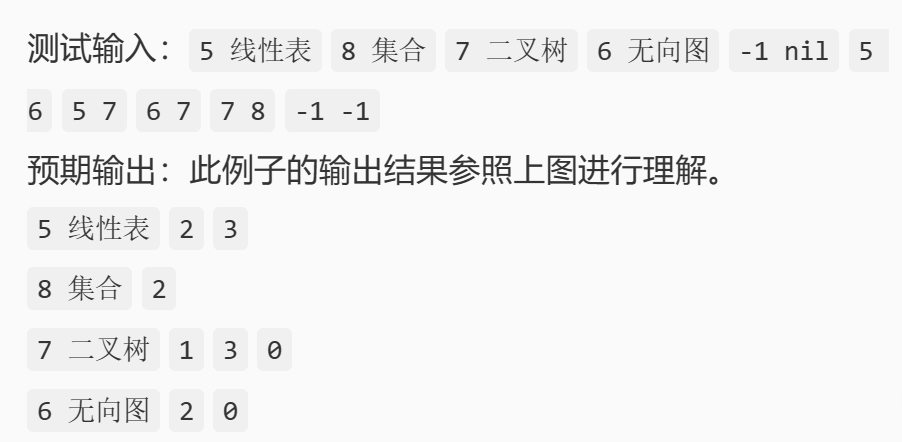 测试输入：5 线性表 8 集合 7 二叉树 6 无向图 -1 nil 5
6 5 7 6 7 7 8 -1 -1
预期输出：此例子的输出结果参照上图进行理解。
5 线性表 2 3
8 集合 2
7 二叉树 1 3 0
6 无向图 2 0